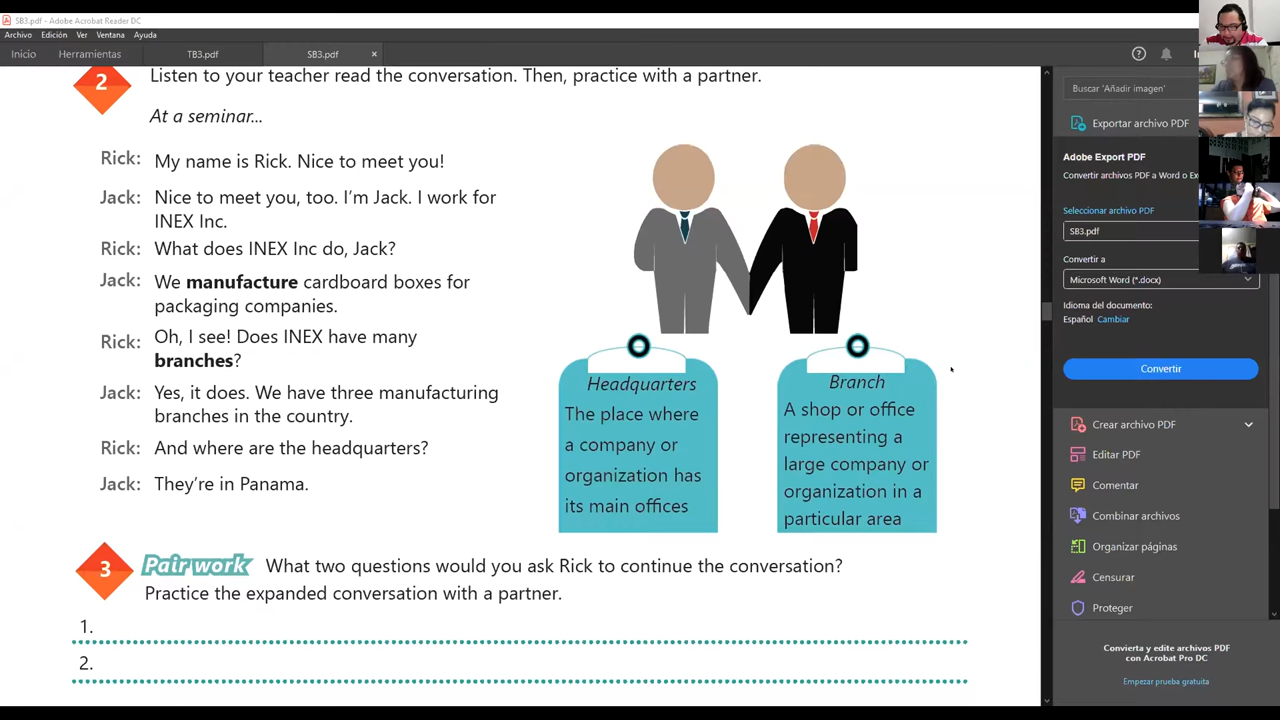 SB3.pdf - Adobe Acrobat Reader DC
Archivo Edición Ver Ventana Ayuda
Inicio Herramientas TB3.pdf SB3.pdf ×
2 Listen to your teacher read the conversation. Then, practice with a partner.
At a seminar...
Rick: My name is Rick. Nice to meet you!
Jack: Nice to meet you, too. I'm Jack. I work for
INEX Inc.
Rick: What does INEX Inc do, Jack?
Jack: We manufacture cardboard boxes for
packaging companies.
Rick: Oh, I see! Does INEX have many
branches?
Jack: Yes, it does. We have three manufacturing
branches in the country.
Rick: And where are the headquarters?
Jack: They're in Panama.
Headquarters
The place where
a company or
organization has
its main offices
Branch
A shop or office
representing a
large company or
organization in a
particular area
3 Pair work What two questions would you ask Rick to continue the conversation?
Practice the expanded conversation with a partner.
1.
2.
Buscar 'Añadir imagen'
Exportar archivo PDF
Adobe Export PDF
Convertir archivos PDF a Word o
Seleccionar archivo PDF
SB3.pdf
Convertir a
Microsoft Word (*.docx)
Idioma del documento:
Español Cambiar
Convertir
Crear archivo PDF
Editar PDF
Comentar
Combinar archivos
Organizar páginas
Censurar
Proteger
Convierta y edite archivos PDF
con Acrobat Pro DC
Empezar prueba gratuita